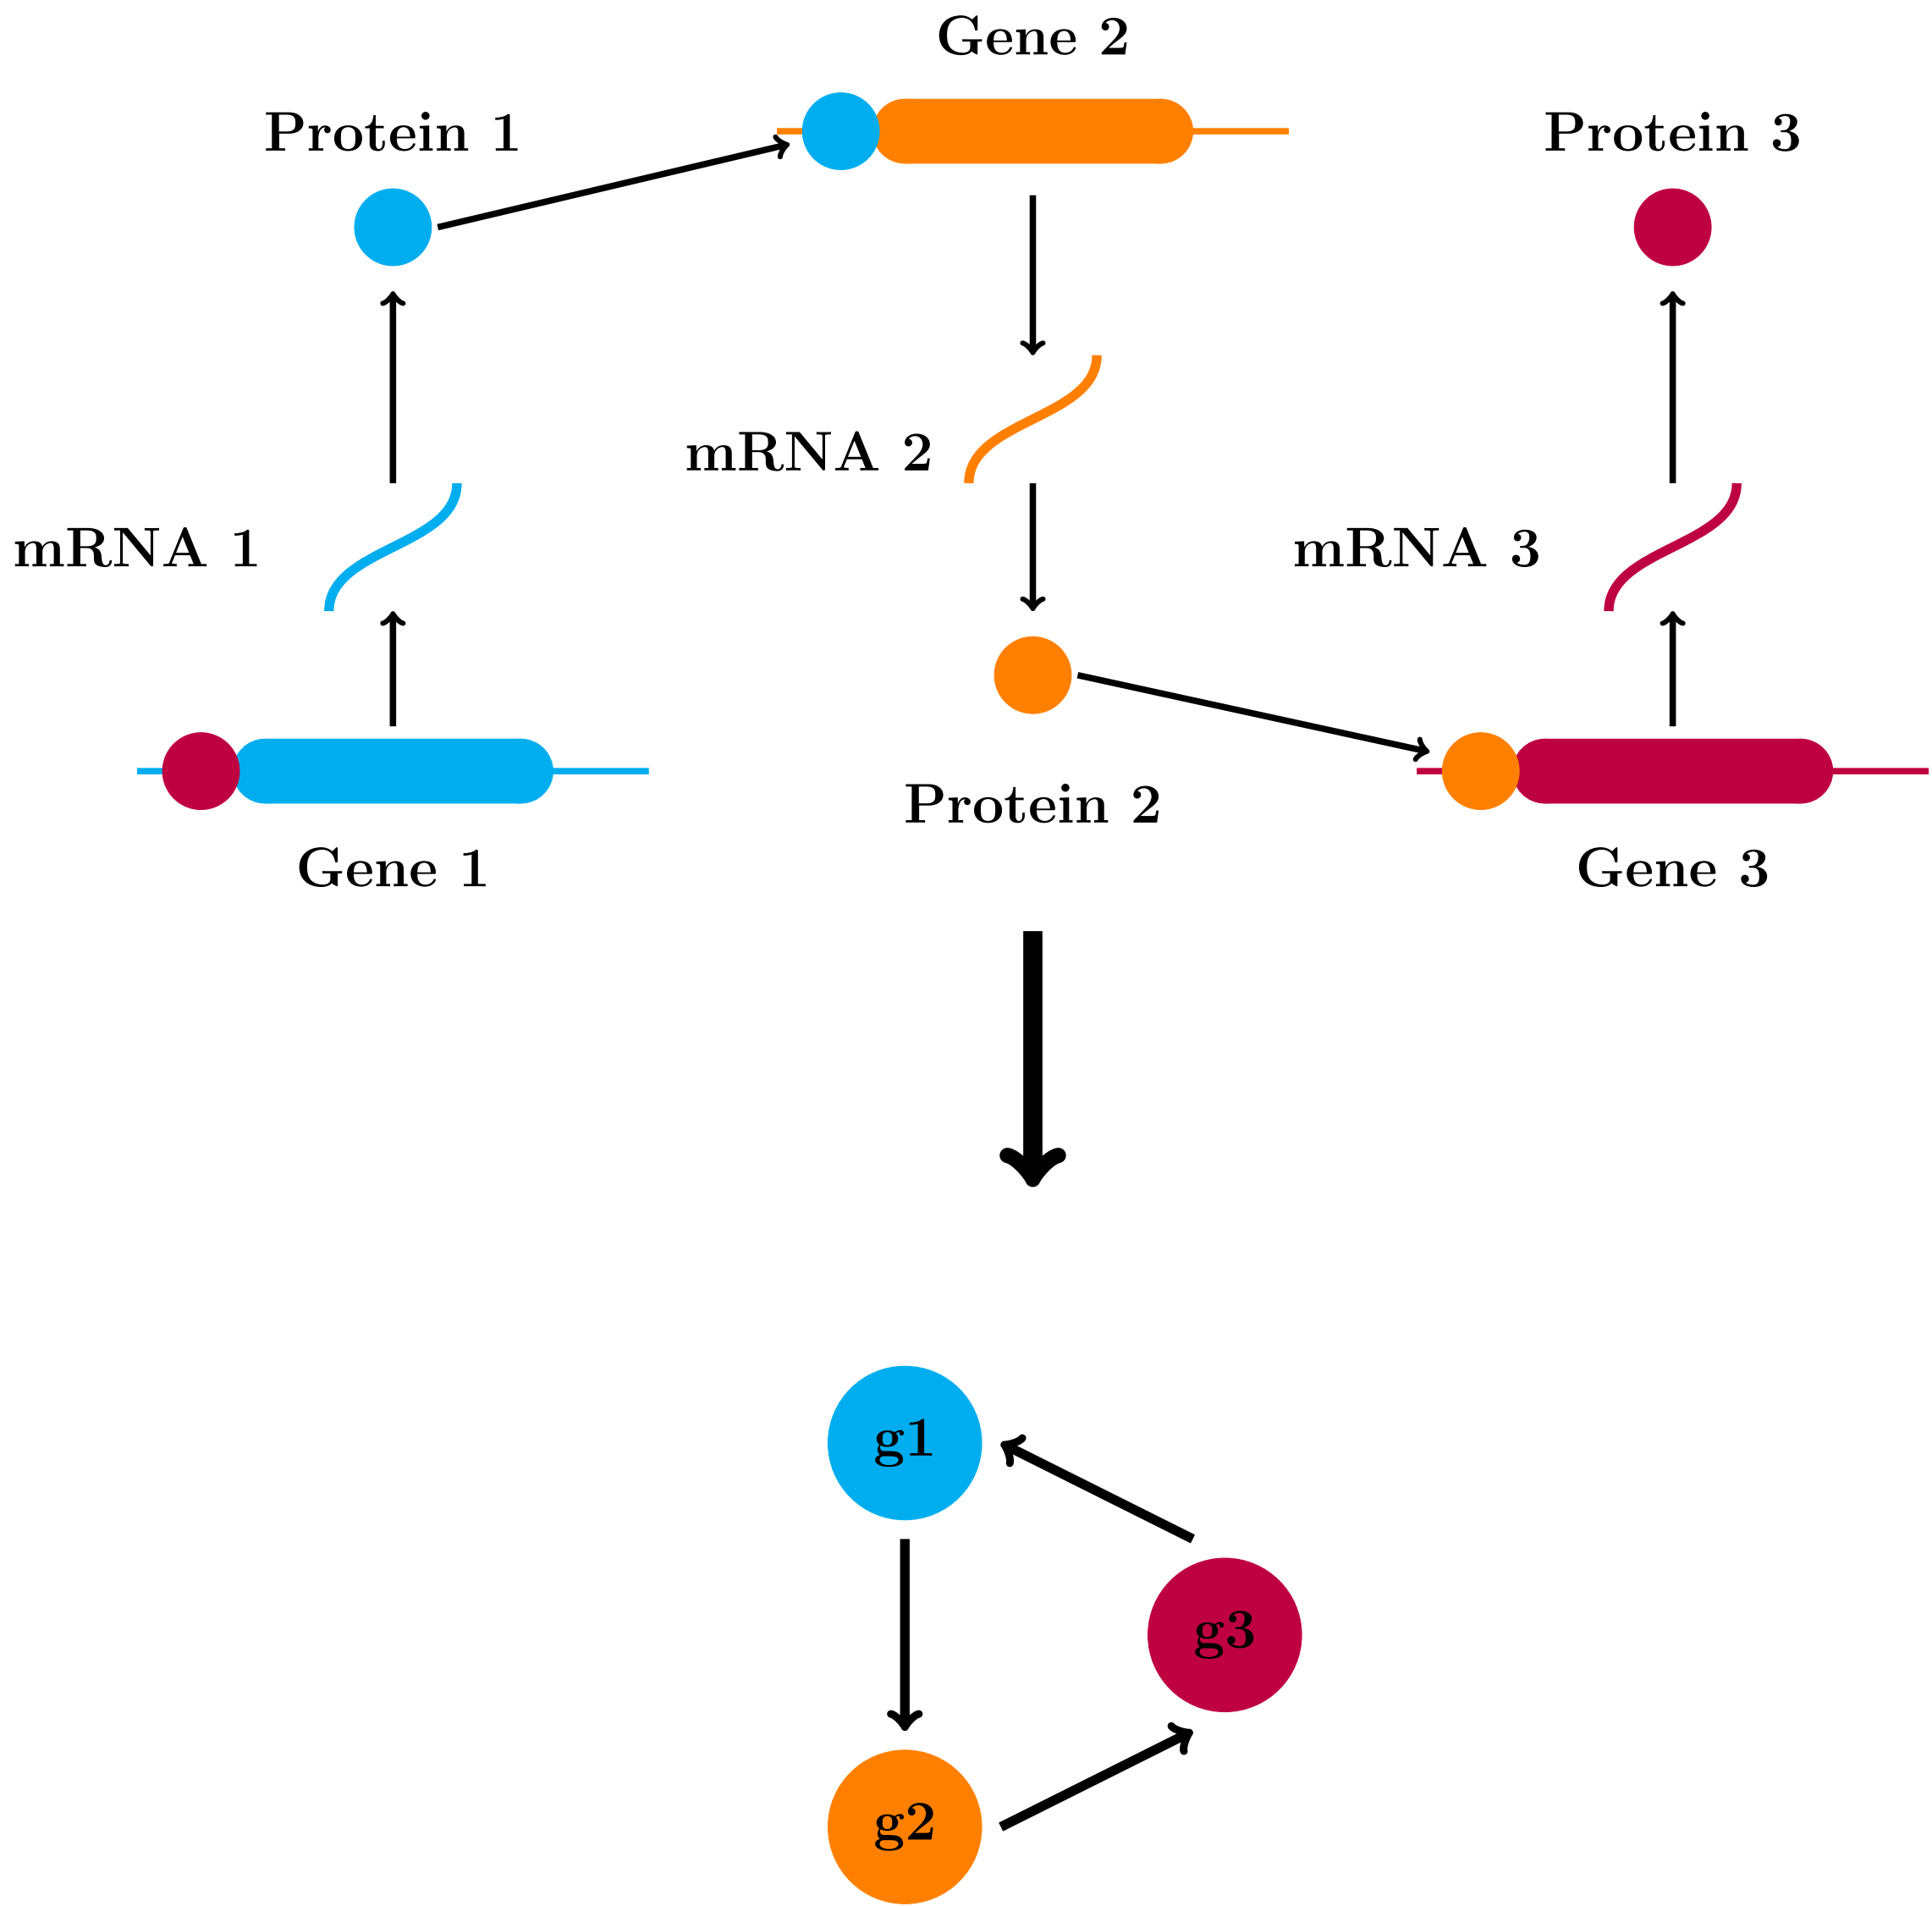 Gene 2
Protein 1
Protein 3
mRNA 2
mRNA 1
mRNA 3
Protein 2
Gene 1
Gene 3
g1
g3
g2